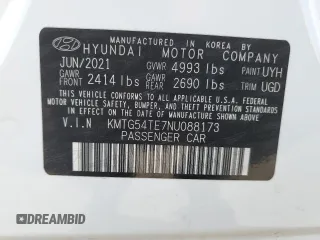 MANUFACTURED IN KOREA BY
HYUNDAI MOTOR COMPANY
JUN/2021 GVWR 4993 lbs PAINT UYH
GAWR FRONT 2414 lbs GAWR REAR 2690 lbs TRIM UGD
THIS VEHICLE CONFORMS TO ALL APPLICABLE
FEDERAL MOTOR VEHICLE SAFETY,
BUMPER, AND THEFT PREVENTION
STANDARDS IN EFFECT ON THE DATE
OF MANUFACTURE SHOWN ABOVE.
V.I.N KMTG54TE7NU088173
PASSENGER CAR
© AUTOBIDMASTER